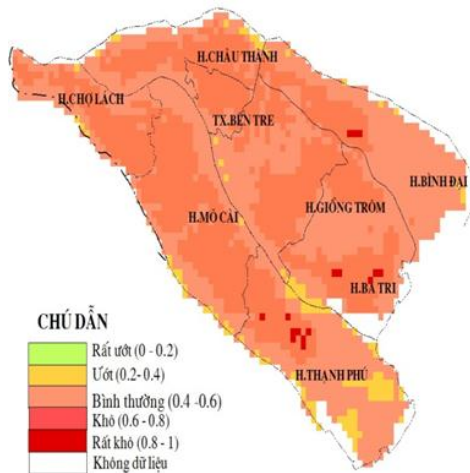 H.CHÂU THÀNH
H.CHỢ LÁCH
TX.BẾN TRE
H.BÌNH ĐẠI
H.GIỒNG TRÔM
H.MỎ CÀI
H.BA TRI
H.THẠNH PHÚ
CHÚ DẪN
Rất ướt (0 - 0.2)
Ướt (0.2- 0.4)
Bình thường (0.4 -0.6)
Khô (0.6 - 0.8)
Rất khô (0.8 - 1)
Không dữ liệu